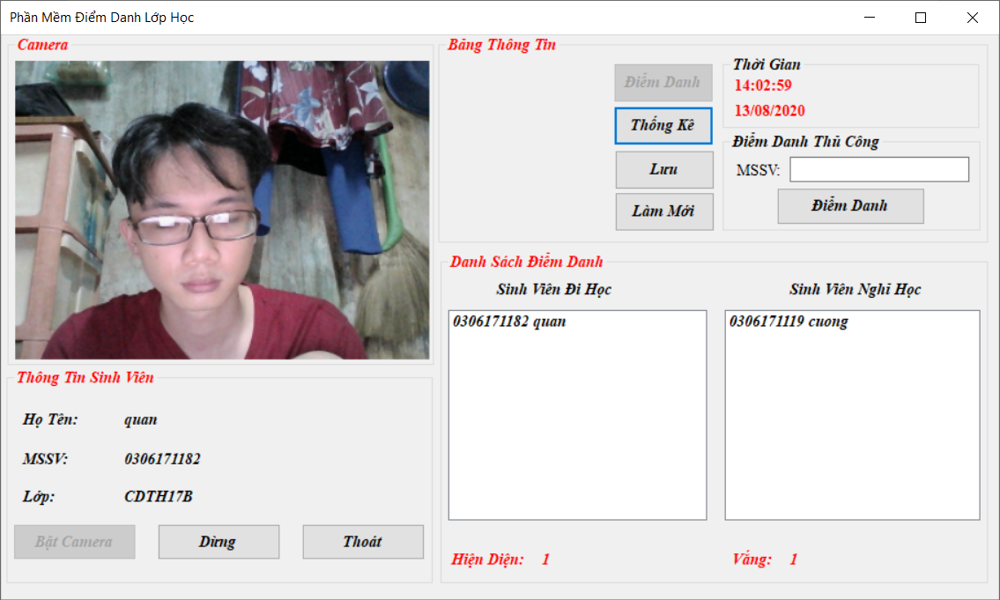 Phần Mềm Điểm Danh Lớp Học
Camera
Thông Tin Sinh Viên
Họ Tên: quan
MSSV: 0306171182
Lớp: CDTH17B
Bật Camera
Dừng
Thoát
Bảng Thông Tin
Điểm Danh
Thống Kê
Lưu
Làm Mới
Thời Gian
14:02:59
13/08/2020
Điểm Danh Thủ Công
MSSV:
Điểm Danh
Danh Sách Điểm Danh
Sinh Viên Đi Học
0306171182 quan
Hiện Diện: 1
Sinh Viên Nghỉ Học
0306171119 cuong
Vắng: 1